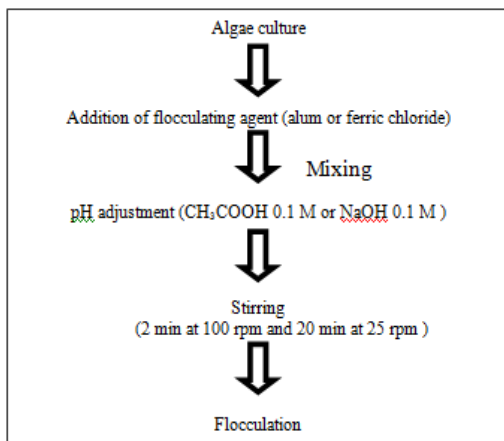 Algae culture
Addition of flocculating agent (alum or ferric chloride)
Mixing
pH adjustment (CH₃COOH 0.1 M or NaOH 0.1 M )
Stirring
(2 min at 100 rpm and 20 min at 25 rpm )
Flocculation